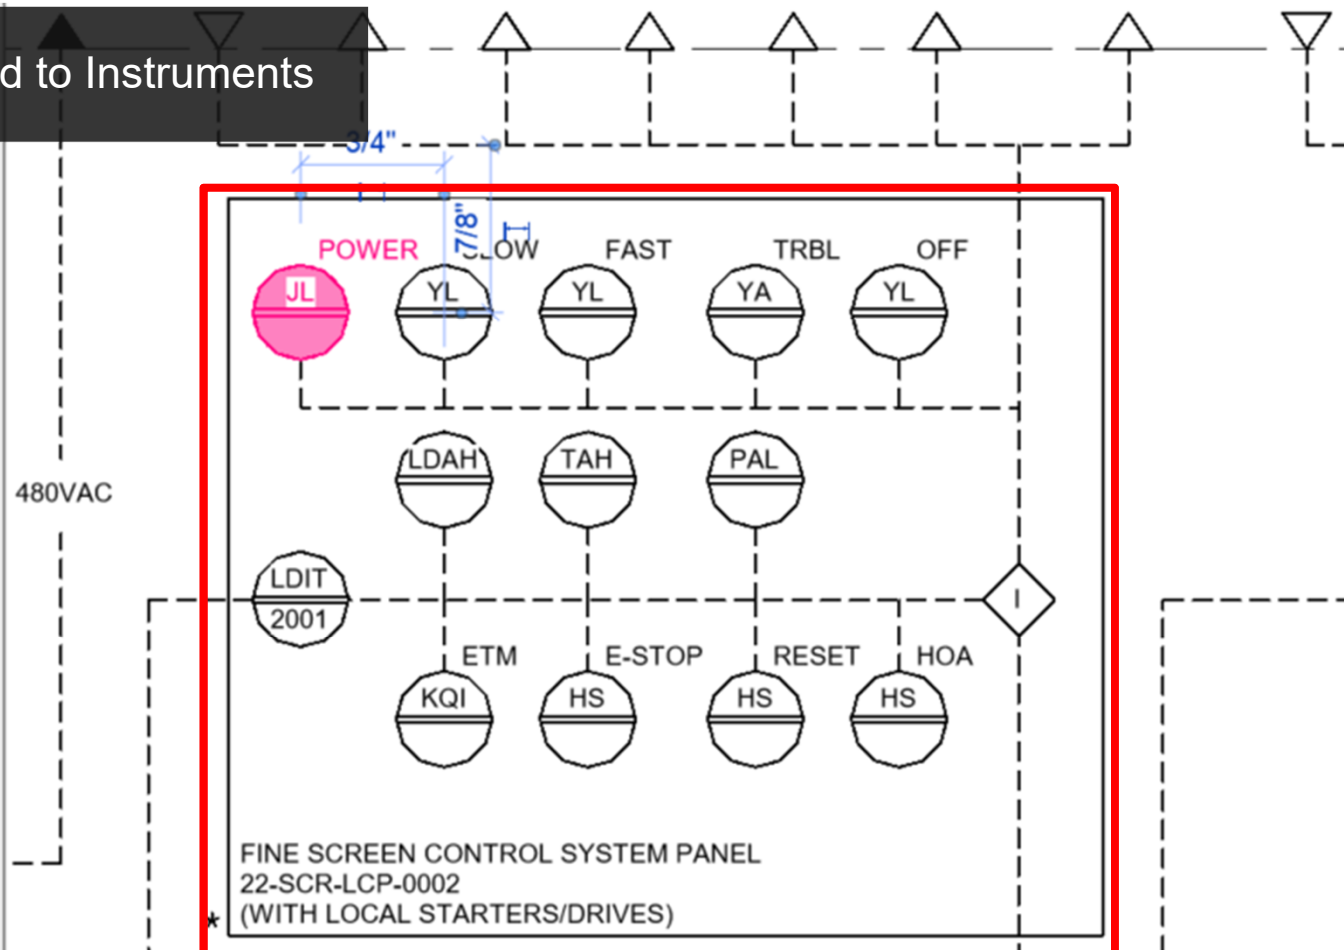 d to Instruments
3/4"
7/8"
POWER SLOW FAST TRBL OFF
JL YL YL YA YL
LDAH TAH PAL
480VAC
LDIT
2001
I
ETM E-STOP RESET HOA
KQI HS HS HS
FINE SCREEN CONTROL SYSTEM PANEL
22-SCR-LCP-0002
* (WITH LOCAL STARTERS/DRIVES)